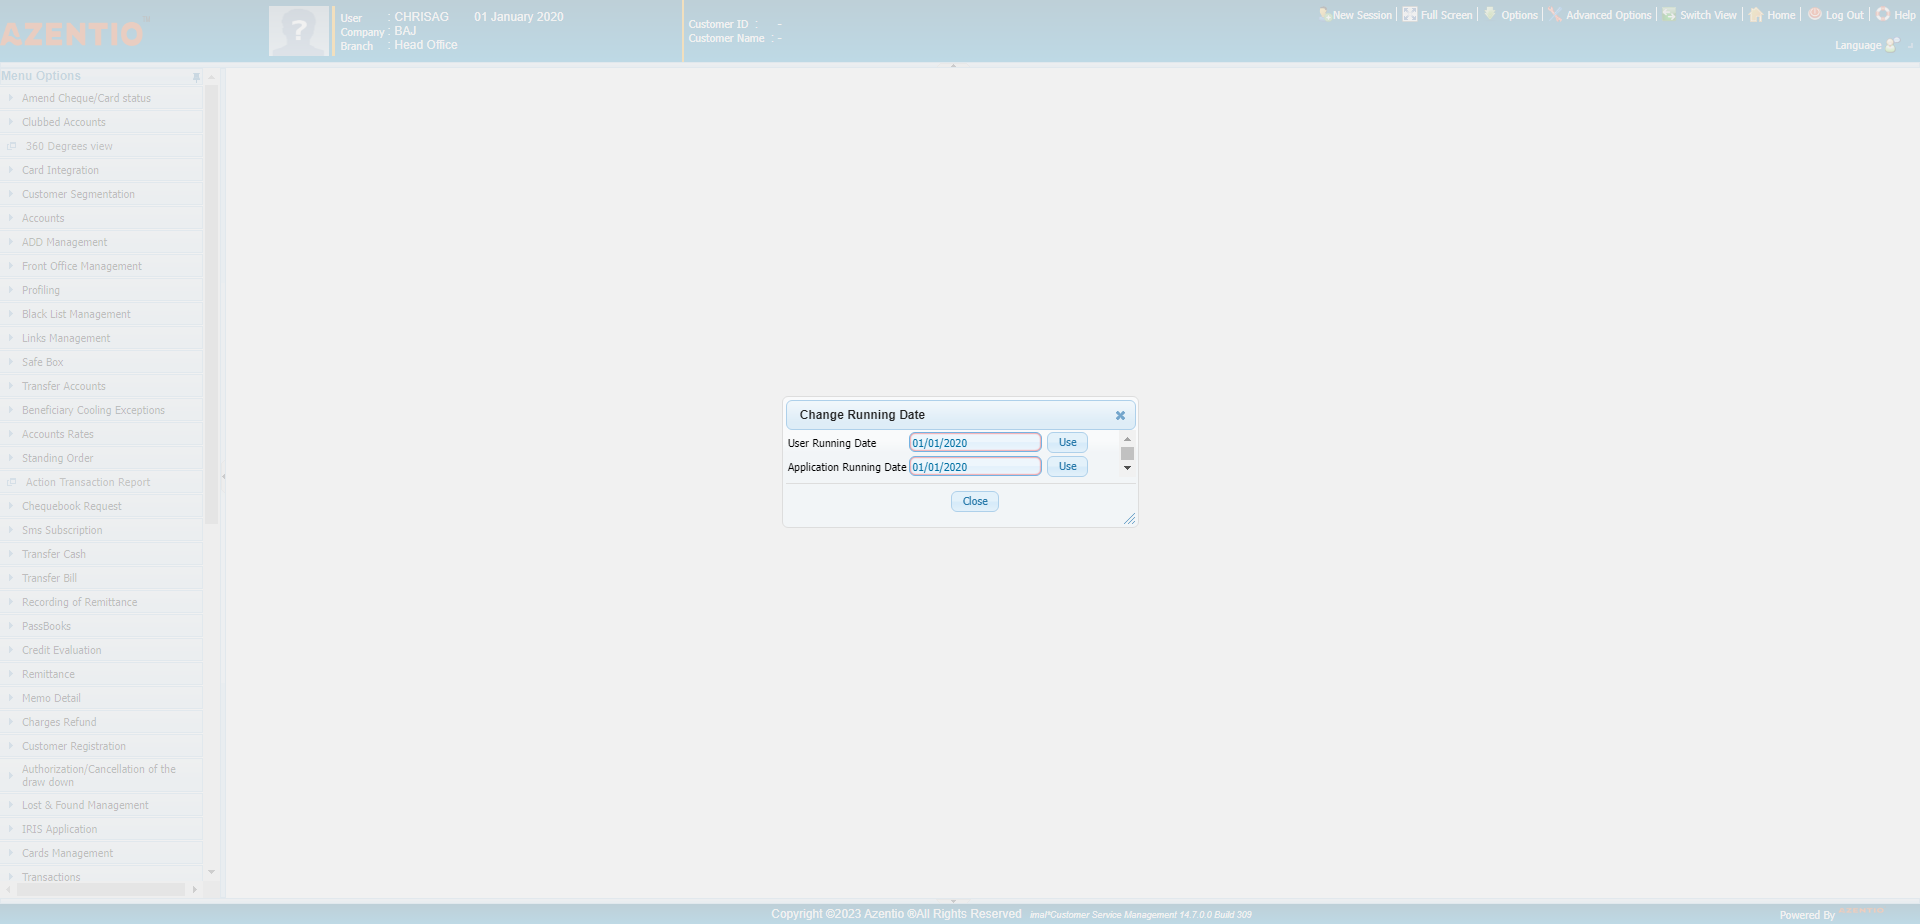 AZENTIO
User : CHRISAG 01 January 2020
Company : BAJ
Branch : Head Office
Customer ID : -
Customer Name : -
New Session Full Screen Options Advanced Options Switch View Home Log Out Help
Language
Menu Options
Amend Cheque/Card status
Clubbed Accounts
360 Degrees view
Card Integration
Customer Segmentation
Accounts
ADD Management
Front Office Management
Profiling
Black List Management
Links Management
Safe Box
Transfer Accounts
Beneficiary Cooling Exceptions
Accounts Rates
Standing Order
Action Transaction Report
Chequebook Request
Sms Subscription
Transfer Cash
Transfer Bill
Recording of Remittance
PassBooks
Credit Evaluation
Remittance
Memo Detail
Charges Refund
Customer Registration
Authorization/Cancellation of the
draw down
Lost & Found Management
IRIS Application
Cards Management
Transactions
Change Running Date
User Running Date 01/01/2020 Use
Application Running Date 01/01/2020 Use
Close
Copyright ©2023 Azentio ®All Rights Reserved imal*Customer Service Management 14.7.0.0 Build 309
Powered By